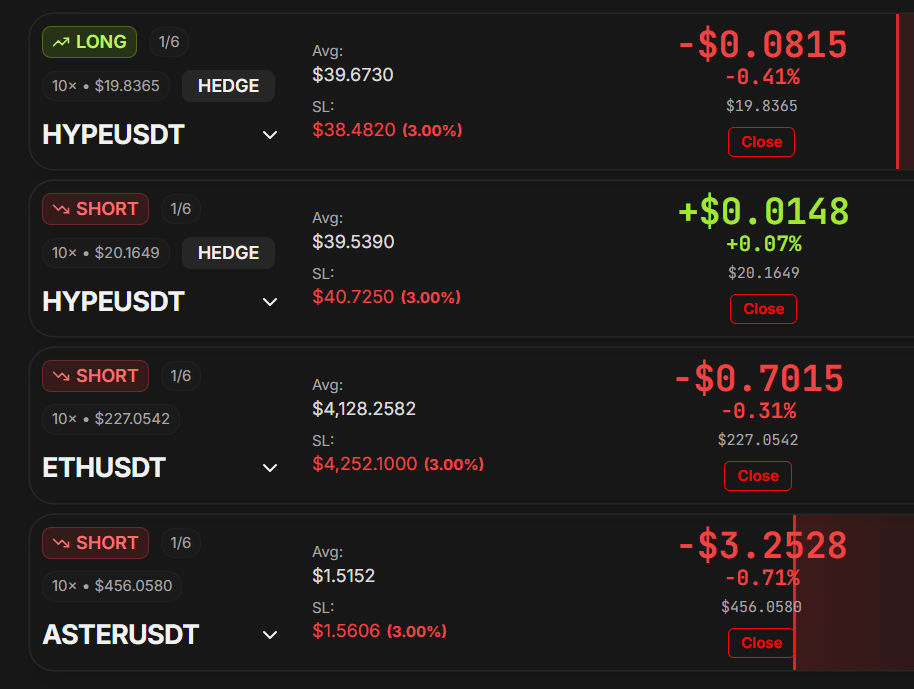 LONG 1/6
10× • $19.8365 HEDGE
HYPEUSDT
Avg:
$39.6730
SL:
$38.4820 (3.00%)
-$0.0815
-0.41%
$19.8365
Close
SHORT 1/6
10× • $20.1649 HEDGE
HYPEUSDT
Avg:
$39.5390
SL:
$40.7250 (3.00%)
+$0.0148
+0.07%
$20.1649
Close
SHORT 1/6
10× • $227.0542
ETHUSDT
Avg:
$4,128.2582
SL:
$4,252.1000 (3.00%)
-$0.7015
-0.31%
$227.0542
Close
SHORT 1/6
10× • $456.0580
ASTERUSDT
Avg:
$1.5152
SL:
$1.5606 (3.00%)
-$3.2528
-0.71%
$456.0580
Close